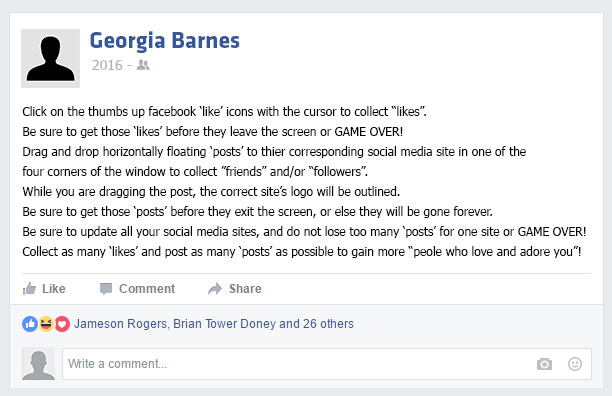 Georgia Barnes
2016 -
Click on the thumbs up facebook ‘like’ icons with the cursor to collect “likes”.
Be sure to get those ‘likes’ before they leave the screen or GAME OVER!
Drag and drop horizontally floating ‘posts’ to thier corresponding social media site in one of the
four corners of the window to collect “friends” and/or “followers”.
While you are dragging the post, the correct site’s logo will be outlined.
Be sure to get those ‘posts’ before they exit the screen, or else they will be gone forever.
Be sure to update all your social media sites, and do not lose too many ‘posts’ for one site or GAME OVER!
Collect as many ‘likes’ and post as many ‘posts’ as possible to gain more “peole who love and adore you”!
Like Comment Share
Jameson Rogers, Brian Tower Doney and 26 others
Write a comment...